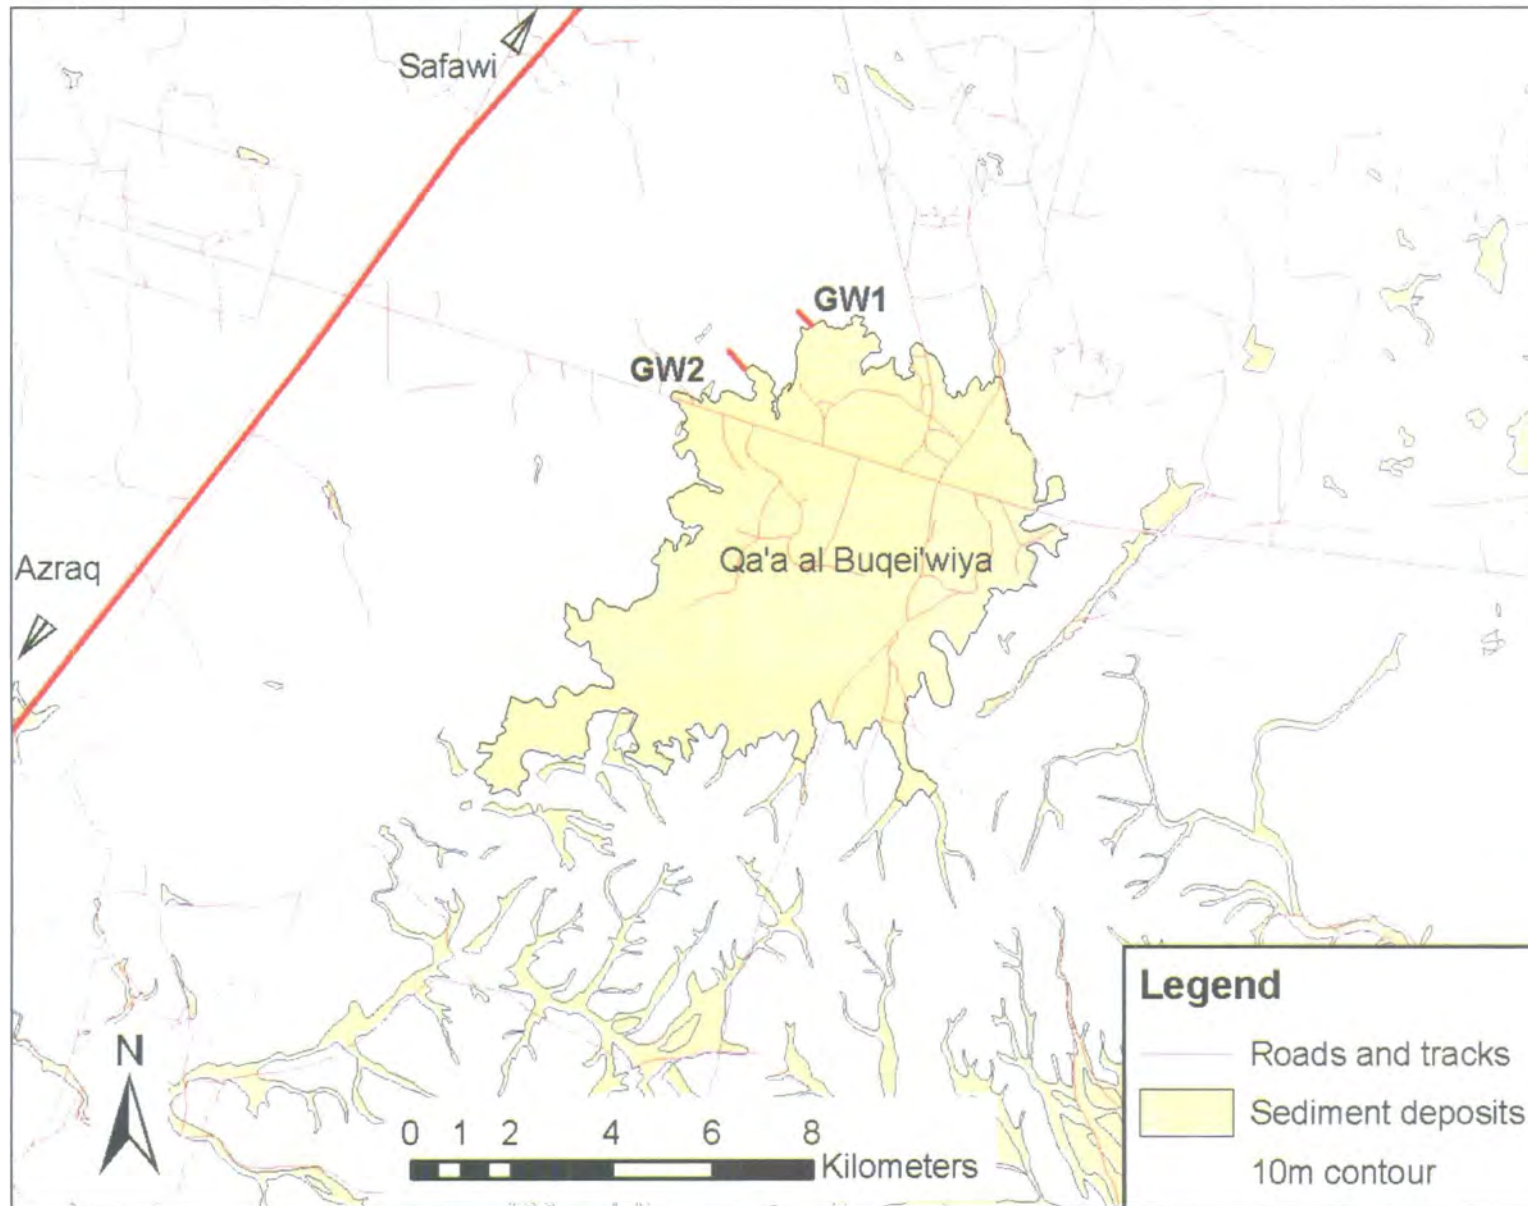 Safawi
GW1
GW2
Qa'a al Buqei'wiya
Azraq
Legend
Roads and tracks
Sediment deposits
10m contour
N
0 1 2 4 6 8
Kilometers